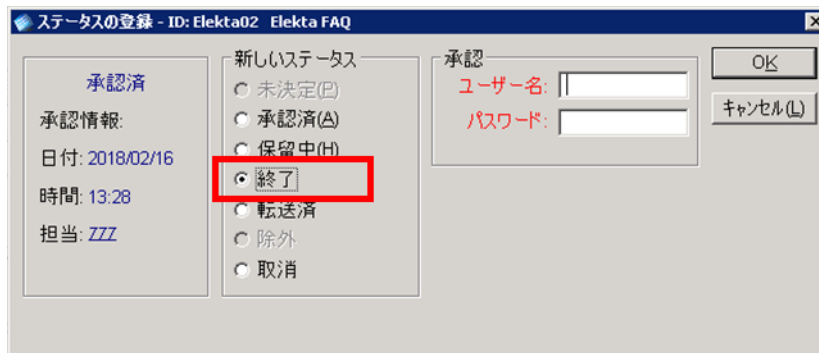 ステータスの登録 - ID: Elekta02 Elekta FAQ
承認済
承認情報:
日付: 2018/02/16
時間: 13:28
担当: ZZZ
新しいステータス
未決定(P)
承認済(A)
保留中(H)
終了
転送済
除外
取消
承認
ユーザー名:
パスワード:
OK
キャンセル(L)